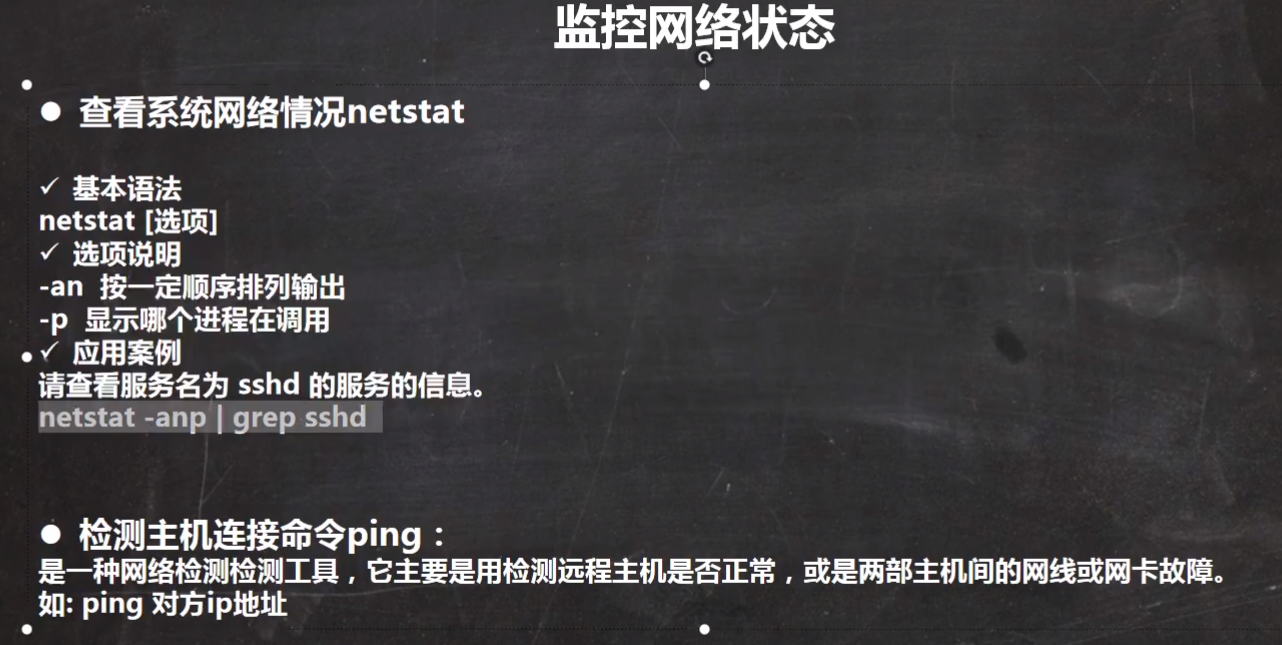 监控网络状态
● 查看系统网络情况netstat
✓ 基本语法
netstat [选项]
✓ 选项说明
-an 按一定顺序排列输出
-p 显示哪个进程在调用
✓ 应用案例
请查看服务名为 sshd 的服务的信息。
netstat -anp | grep sshd
● 检测主机连接命令ping：
是一种网络检测检测工具，它主要是用检测远程主机是否正常，或是两部主机间的网线或网卡故障。
如: ping 对方ip地址